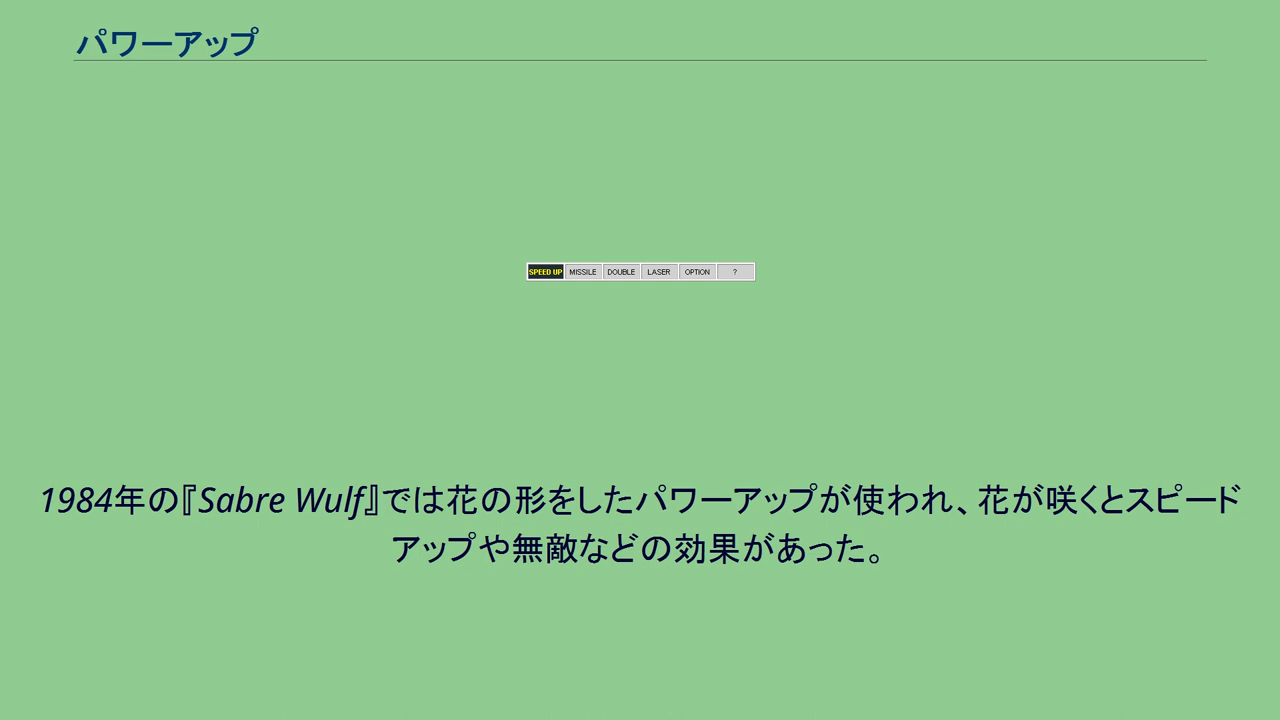 パワーアップ
SPEED UP MISSILE DOUBLE LASER OPTION ?
1984年の『Sabre Wulf』では花の形をしたパワーアップが使われ、花が咲くとスピード
アップや無敵などの効果があった。